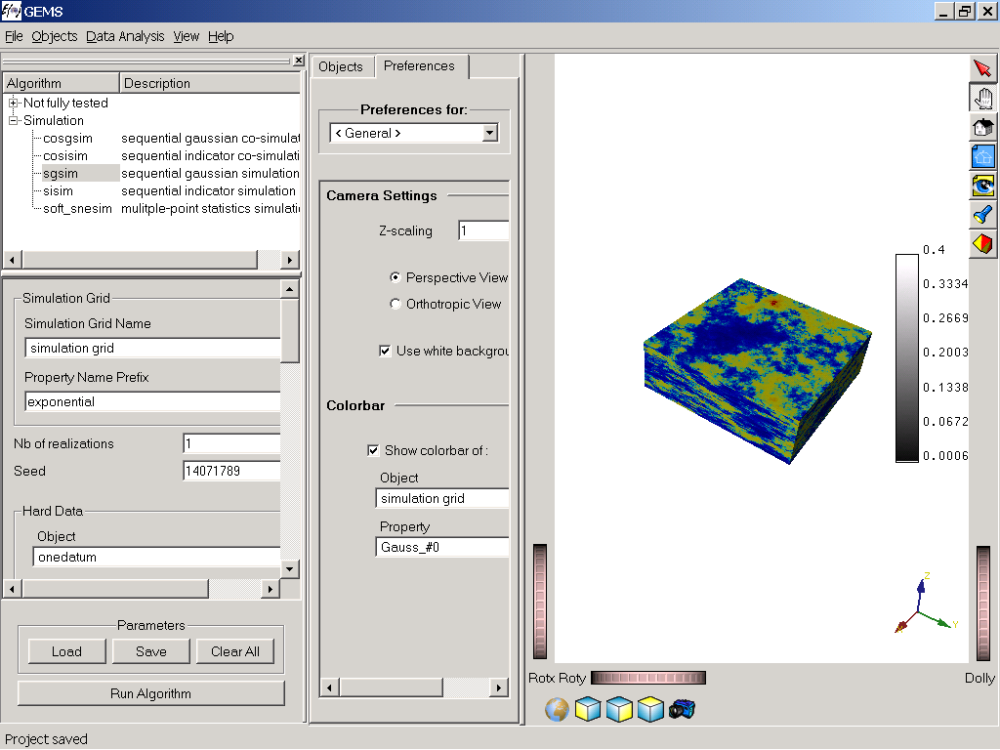 GEMS
File Objects Data Analysis View Help
Algorithm Description
Not fully tested
Simulation
cosgsim sequential gaussian co-simulat
cosisim sequential indicator co-simulati
sgsim sequential gaussian simulation
sisim sequential indicator simulation
soft_snesim mulitple-point statistics simulati
Simulation Grid
Simulation Grid Name
simulation grid
Property Name Prefix
exponential
Nb of realizations 1
Seed 14071789
Hard Data
Object
onedatum
Parameters
Load Save Clear All
Run Algorithm
Project saved
Objects Preferences
Preferences for:
< General >
Camera Settings
Z-scaling 1
Perspective View
Orthotropic View
Use white backgrou
Colorbar
Show colorbar of :
Object
simulation grid
Property
Gauss_#0
0.4
0.3334
0.2669
0.2003
0.1338
0.0672
0.0006
Z
Y
Rotx Roty
Dolly